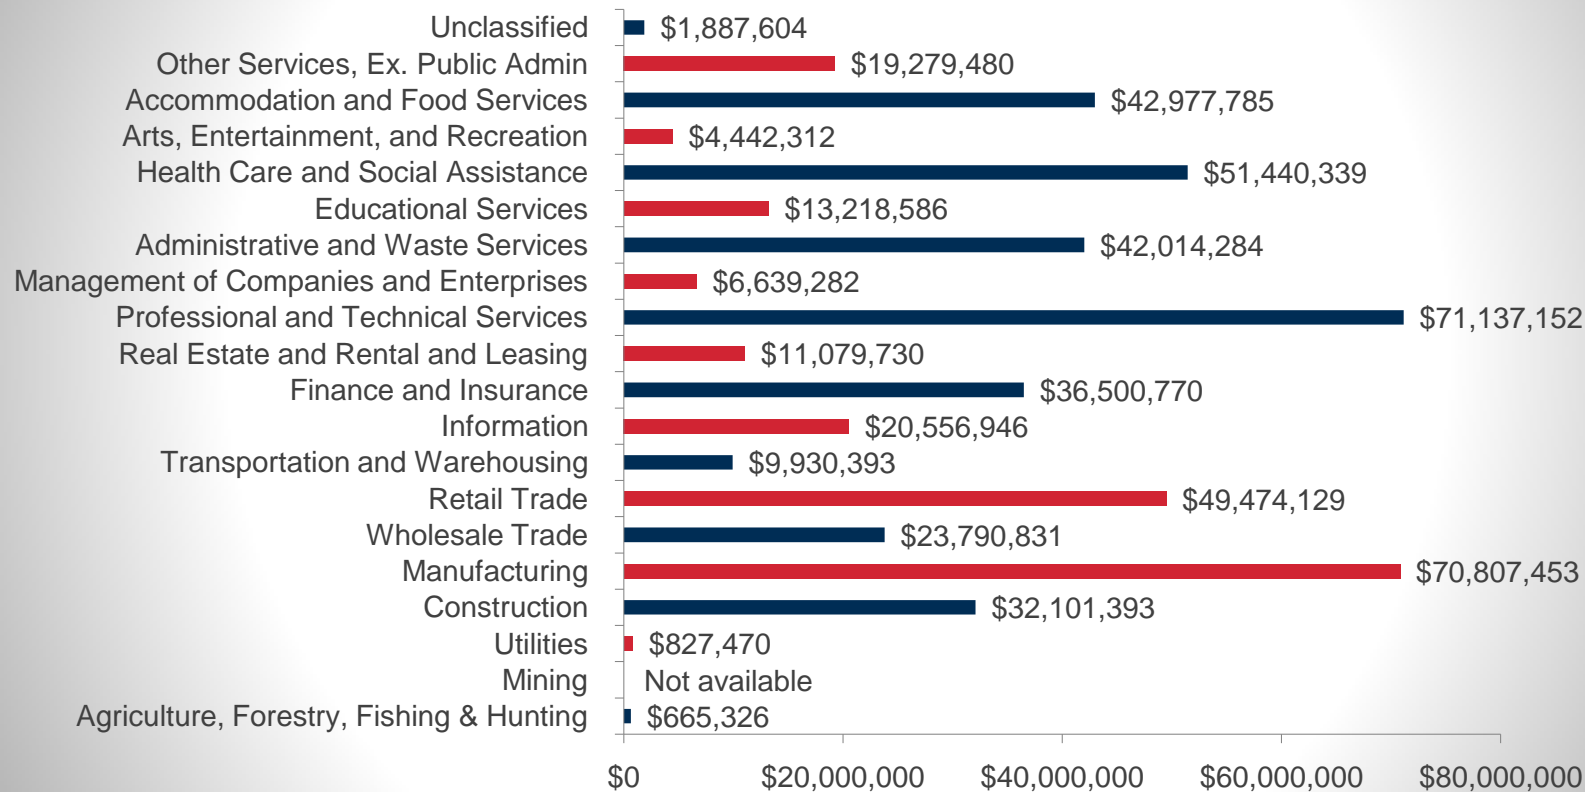 Unclassified $1,887,604
Other Services, Ex. Public Admin $19,279,480
Accommodation and Food Services $42,977,785
Arts, Entertainment, and Recreation $4,442,312
Health Care and Social Assistance $51,440,339
Educational Services $13,218,586
Administrative and Waste Services $42,014,284
Management of Companies and Enterprises $6,639,282
Professional and Technical Services $71,137,152
Real Estate and Rental and Leasing $11,079,730
Finance and Insurance $36,500,770
Information $20,556,946
Transportation and Warehousing $9,930,393
Retail Trade $49,474,129
Wholesale Trade $23,790,831
Manufacturing $70,807,453
Construction $32,101,393
Utilities $827,470
Mining Not available
Agriculture, Forestry, Fishing & Hunting $665,326
$0 $20,000,000 $40,000,000 $60,000,000 $80,000,000